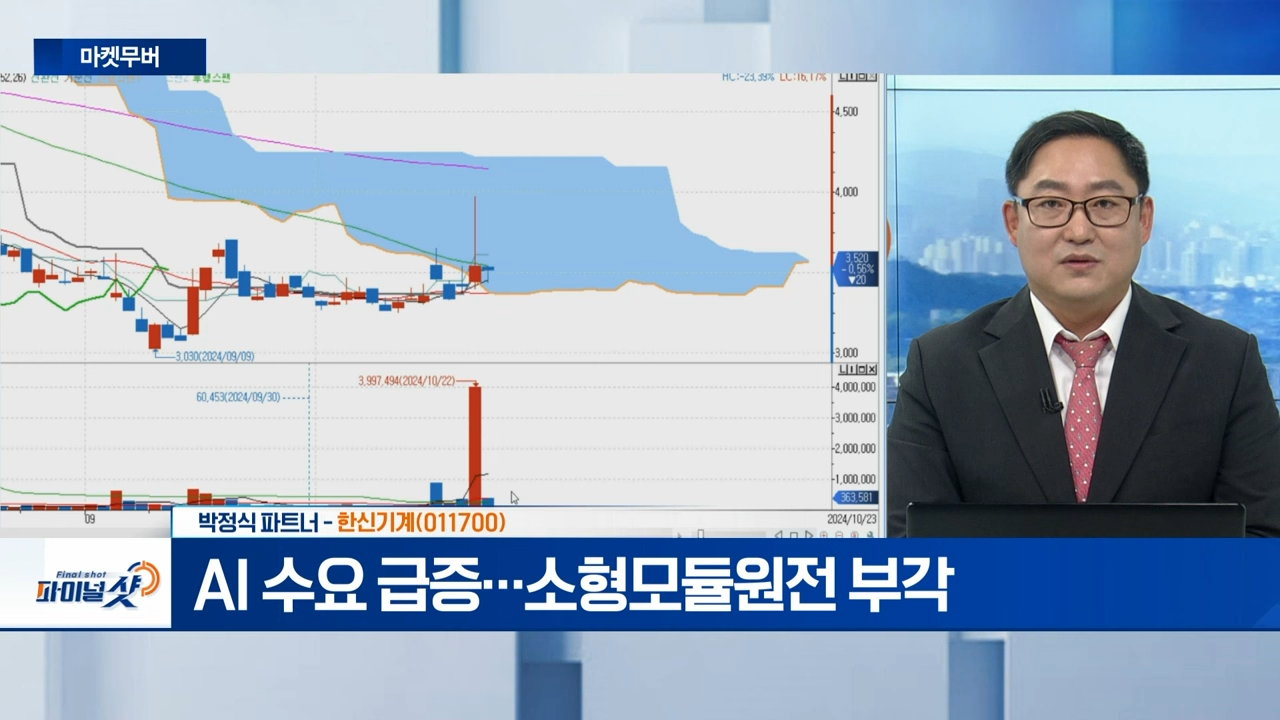 마켓무버
HC:-23,39% LC:16,17%
4,500
4,000
3,520
-0,56%
▼20
3,030(2024/09/09)
3,000
3,997,494(2024/10/22)
60,453(2024/09/30)
4,000,000
3,000,000
2,000,000
1,000,000
363,581
09
2024/10/23
박정식 파트너 - 한신기계(011700)
Final shot
파이널샷
AI 수요 급증…소형모듈원전 부각